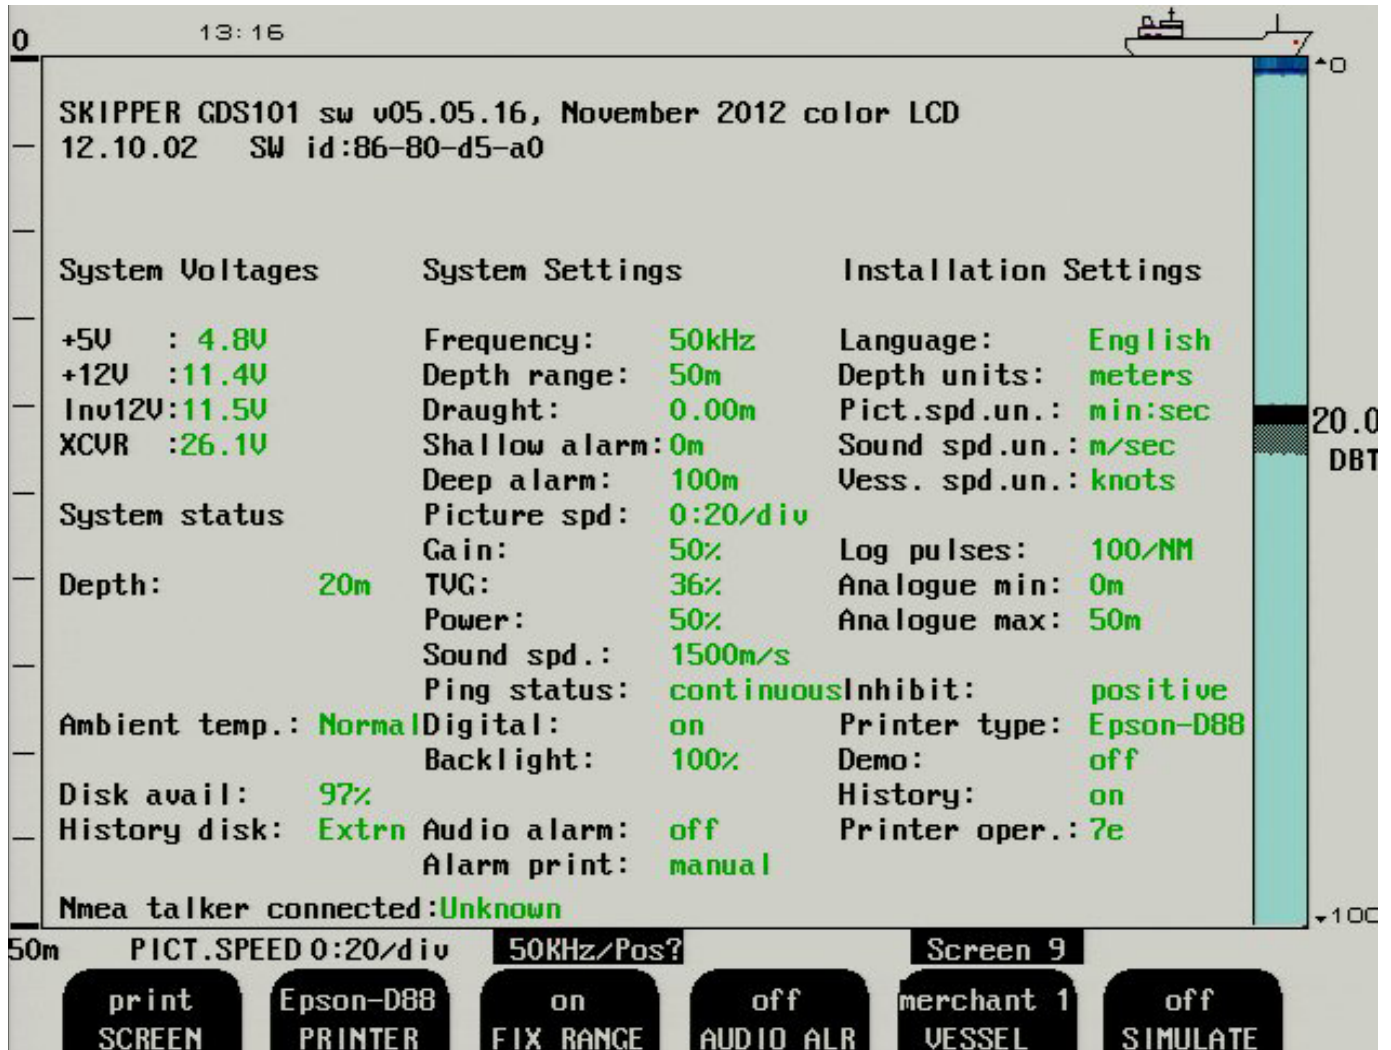 0 13:16
0
SKIPPER GDS101 sw v05.05.16, November 2012 color LCD
12.10.02 SW id:86-80-d5-a0
System Voltages System Settings Installation Settings
+5V : 4.8V Frequency: 50kHz Language: English
+12V :11.4V Depth range: 50m Depth units: meters
Inv12V:11.5V Draught: 0.00m Pict.spd.un.: min:sec
20.0
XCVR :26.1V Shallow alarm:0m Sound spd.un.: m/sec
DBT
Deep alarm: 100m Vess. spd.un.: knots
System status Picture spd: 0:20/div
Gain: 50% Log pulses: 100/NM
Depth: 20m TVG: 36% Analogue min: 0m
Power: 50% Analogue max: 50m
Sound spd.: 1500m/s
Ping status: continuous Inhibit: positive
Ambient temp.: Normal Digital: on Printer type: Epson-D88
Backlight: 100% Demo: off
Disk avail: 97% History: on
History disk: Extrn Audio alarm: off Printer oper.: 7e
Alarm print: manual
Nmea talker connected:Unknown
100
50m PICT.SPEED 0:20/div 50KHz/Pos? Screen 9
print Epson-D88 on off merchant 1 off
SCREEN PRINTER FIX RANGE AUDIO ALR VESSEL SIMULATE